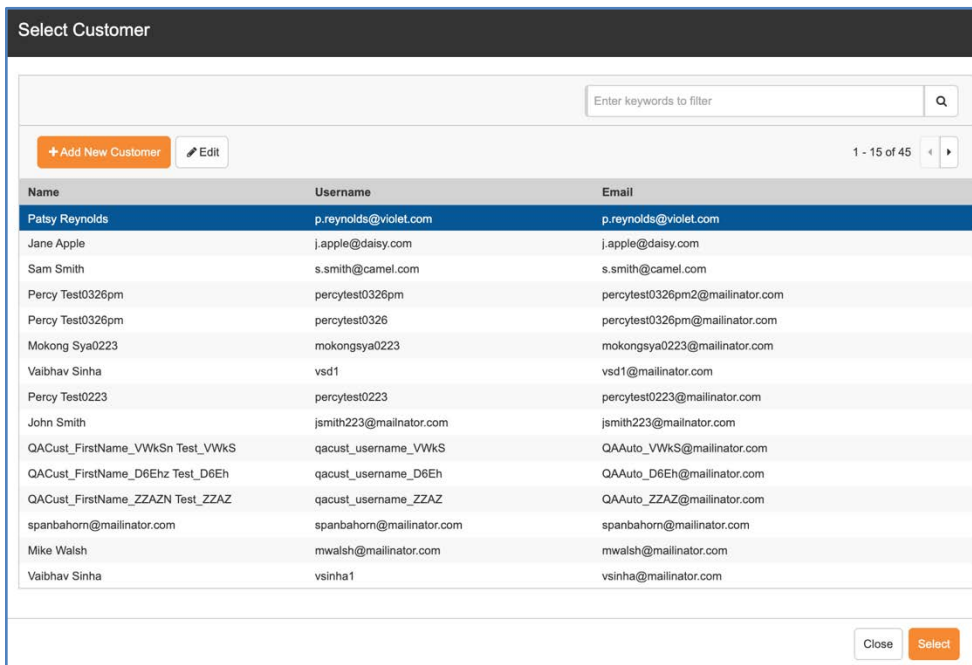 Select Customer
Enter keywords to filter
+ Add New Customer Edit 1 - 15 of 45
Name Username Email
Patsy Reynolds p.reynolds@violet.com p.reynolds@violet.com
Jane Apple j.apple@daisy.com j.apple@daisy.com
Sam Smith s.smith@camel.com s.smith@camel.com
Percy Test0326pm percytest0326pm percytest0326pm2@mailinator.com
Percy Test0326pm percytest0326 percytest0326pm@mailinator.com
Mokong Sya0223 mokongsya0223 mokongsya0223@mailinator.com
Vaibhav Sinha vsd1 vsd1@mailinator.com
Percy Test0223 percytest0223 percytest0223@mailinator.com
John Smith jsmith223@mailnator.com jsmith223@mailnator.com
QACust_FirstName_VWkSn Test_VWkS qacust_username_VWkS QAAuto_VWkS@mailinator.com
QACust_FirstName_D6Ehz Test_D6Eh qacust_username_D6Eh QAAuto_D6Eh@mailinator.com
QACust_FirstName_ZZAZN Test_ZZAZ qacust_username_ZZAZ QAAuto_ZZAZ@mailinator.com
spanbahorn@mailinator.com spanbahorn@mailinator.com spanbahorn@mailinator.com
Mike Walsh mwalsh@mailinator.com mwalsh@mailinator.com
Vaibhav Sinha vsinha1 vsinha@mailinator.com
Close Select